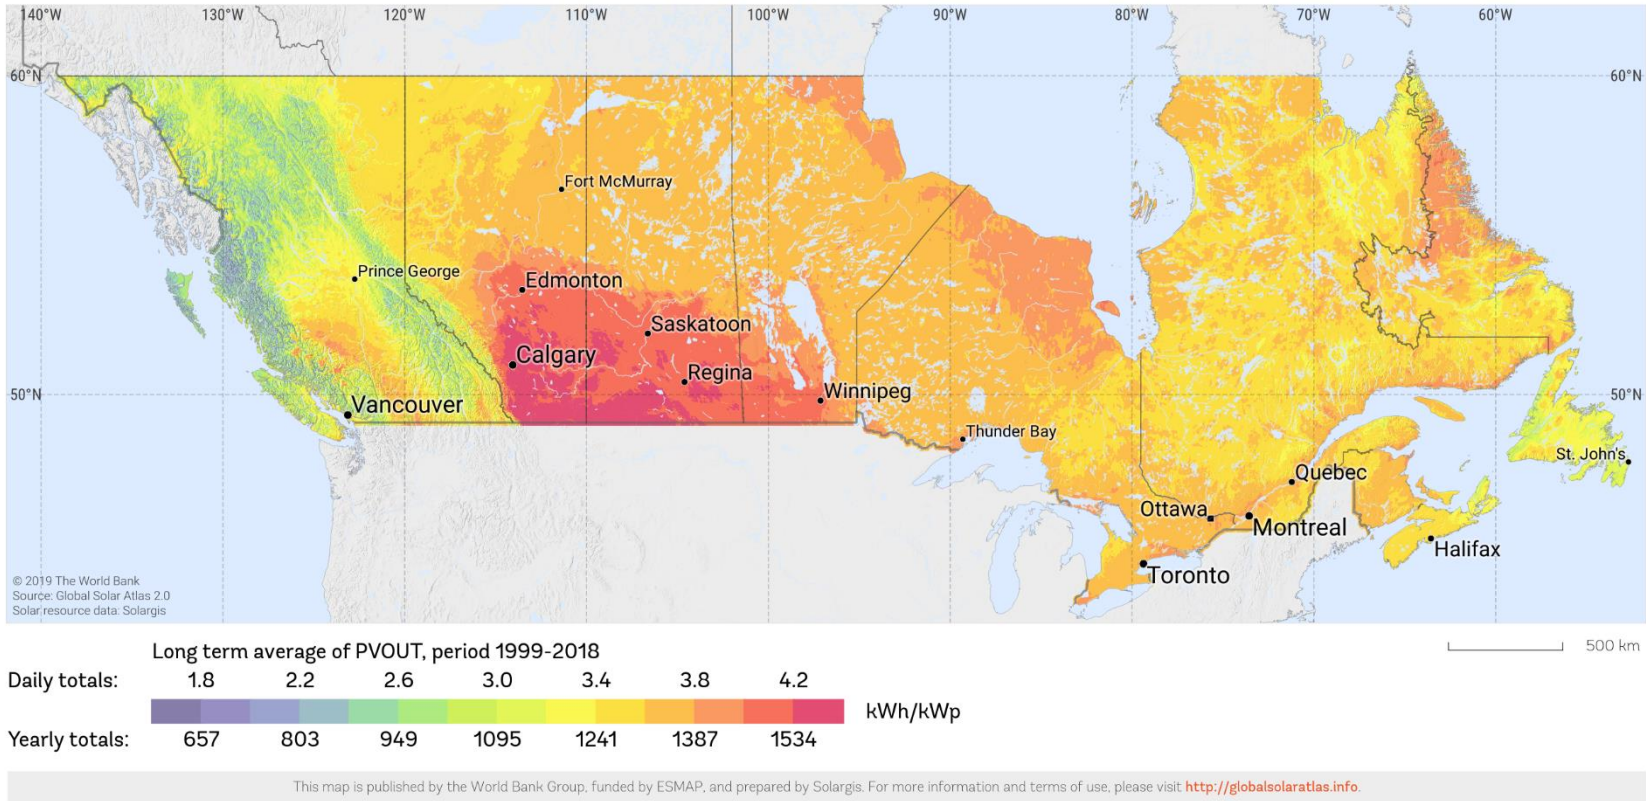 140°W 130°W 120°W 110°W 100°W 90°W 80°W 70°W 60°W
60°N 60°N
Fort McMurray
Prince George
Edmonton
Saskatoon
Calgary
Regina
Winnipeg
50°N 50°N
Vancouver
Thunder Bay
St. John's
Quebec
Ottawa
Montreal
Halifax
Toronto
© 2019 The World Bank
Source: Global Solar Atlas 2.0
Solar resource data: Solargis
500 km
Long term average of PVOUT, period 1999-2018
Daily totals: 1.8 2.2 2.6 3.0 3.4 3.8 4.2
kWh/kWp
Yearly totals: 657 803 949 1095 1241 1387 1534
This map is published by the World Bank Group, funded by ESMAP, and prepared by Solargis. For more information and terms of use, please visit http://globalsolaratlas.info.